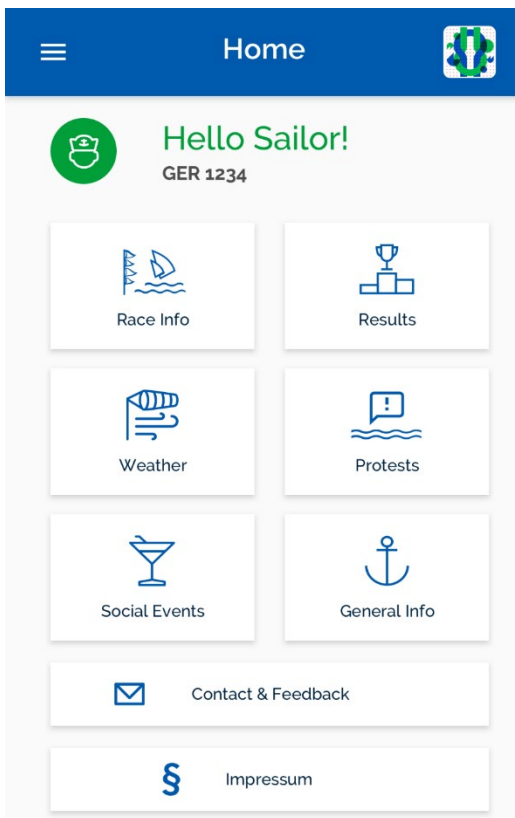 Home
Hello Sailor!
GER 1234
Race Info
Results
Weather
Protests
Social Events
General Info
Contact & Feedback
§ Impressum